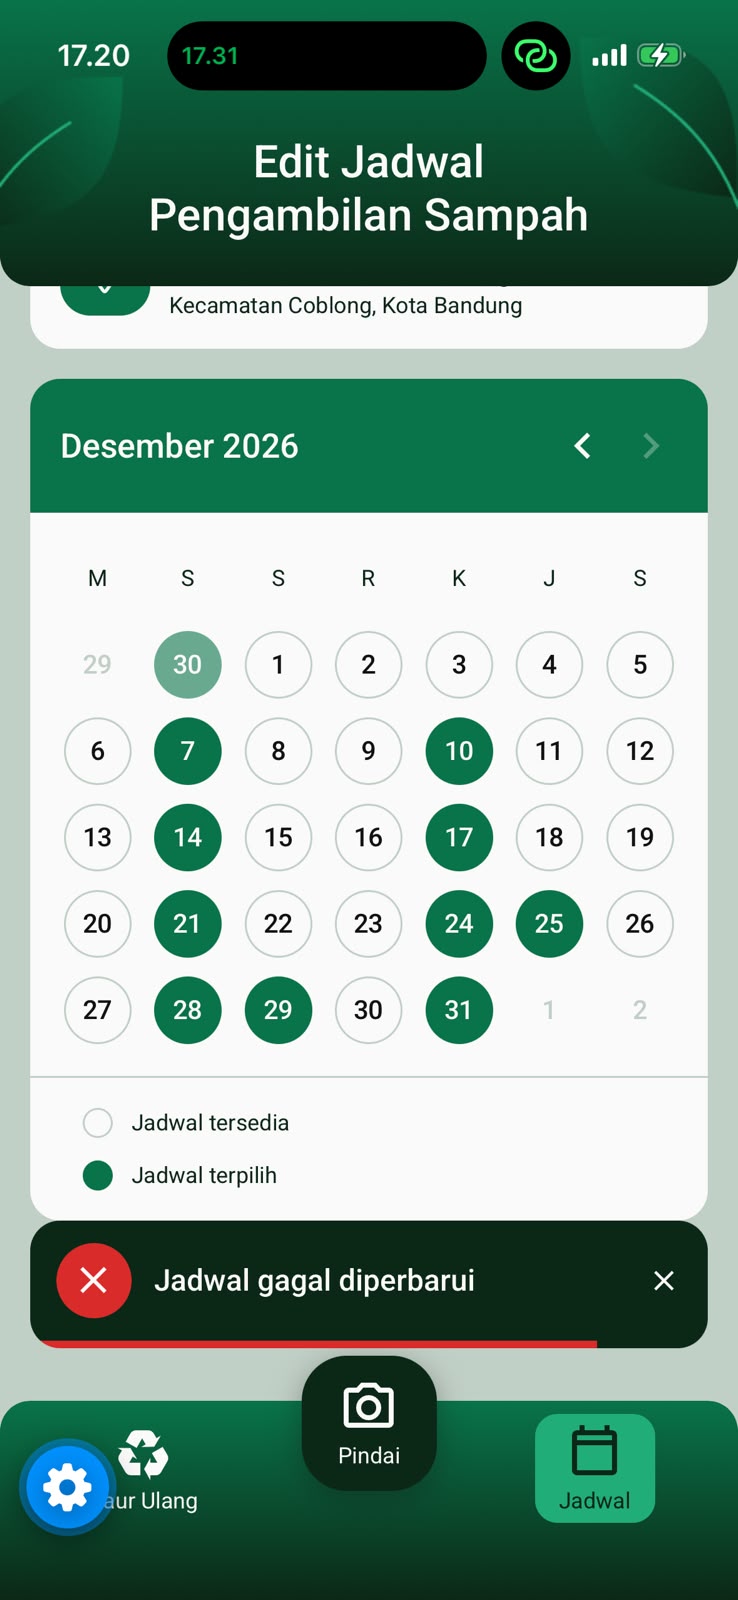 17.20
17.31
Edit Jadwal
Pengambilan Sampah
Kecamatan Coblong, Kota Bandung
Desember 2026
M S S R K J S
29 30 1 2 3 4 5
6 7 8 9 10 11 12
13 14 15 16 17 18 19
20 21 22 23 24 25 26
27 28 29 30 31 1 2
Jadwal tersedia
Jadwal terpilih
Jadwal gagal diperbarui
Pindai
aur Ulang
Jadwal